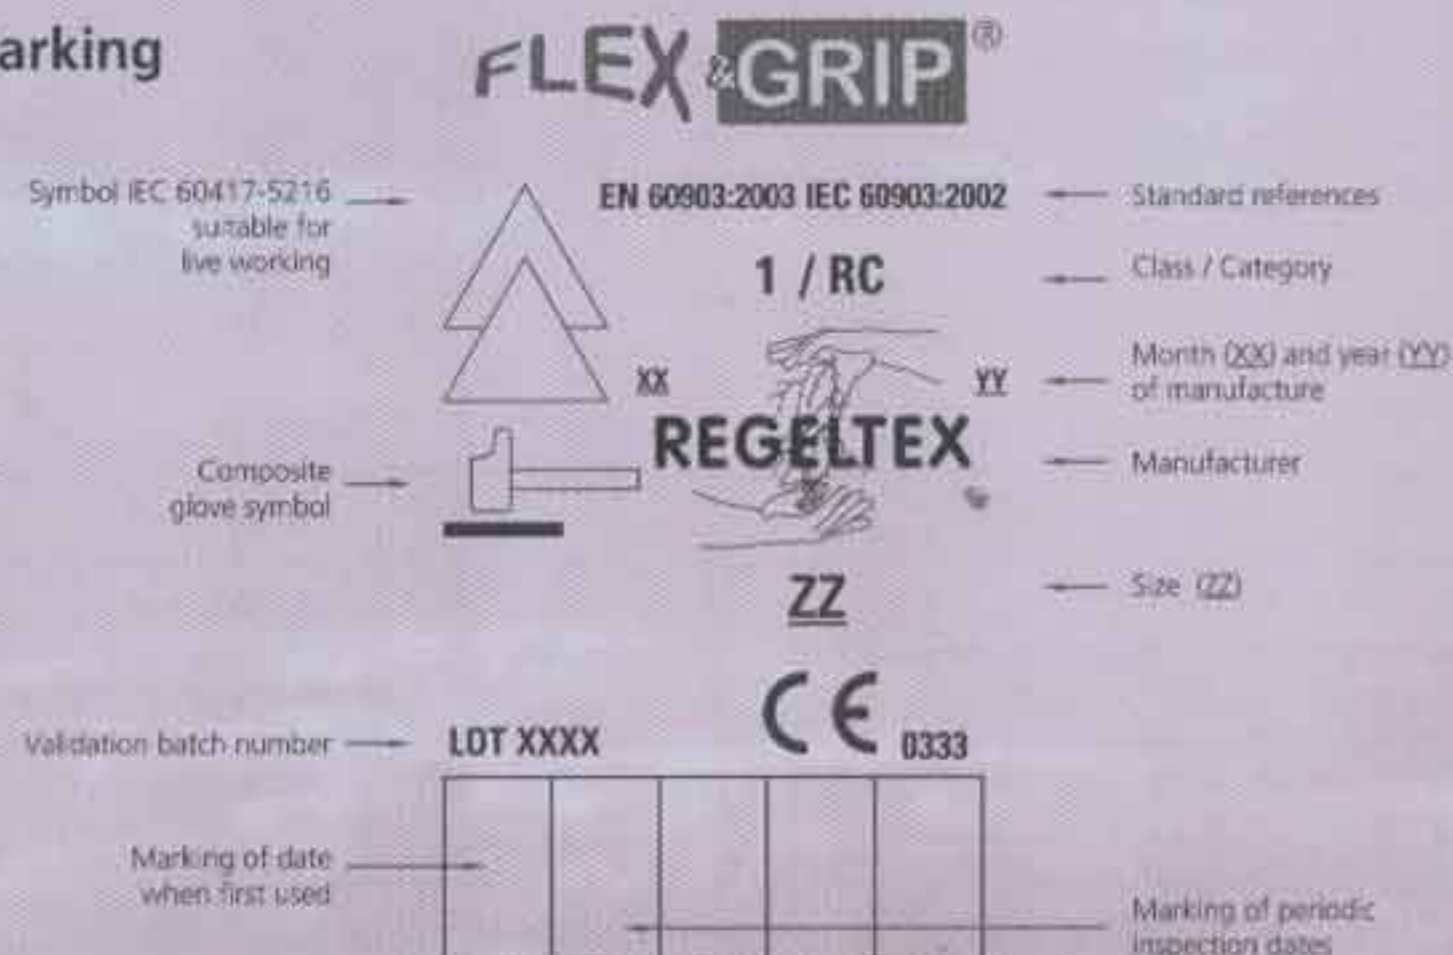 arking
FLEX & GRIP ®
Symbol IEC 60417-5216
suitable for
live working
EN 60903:2003 IEC 60903:2002
Standard references
1 / RC
Class / Category
XX
YY
Month (XX) and year (YY)
of manufacture
REGELTEX
Manufacturer
Composite
glove symbol
ZZ
Size (ZZ)
CE 0333
Validation batch number
LOT XXXX
Marking of date
when first used
Marking of periodic
inspection dates